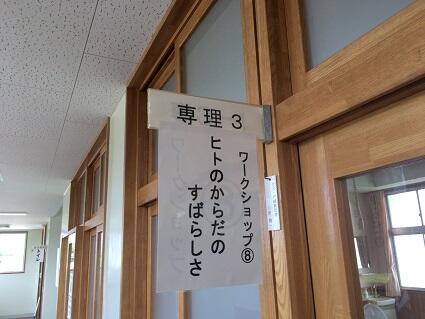 専理3
ワークショップ⑧
ヒトのからだの
すばらしさ